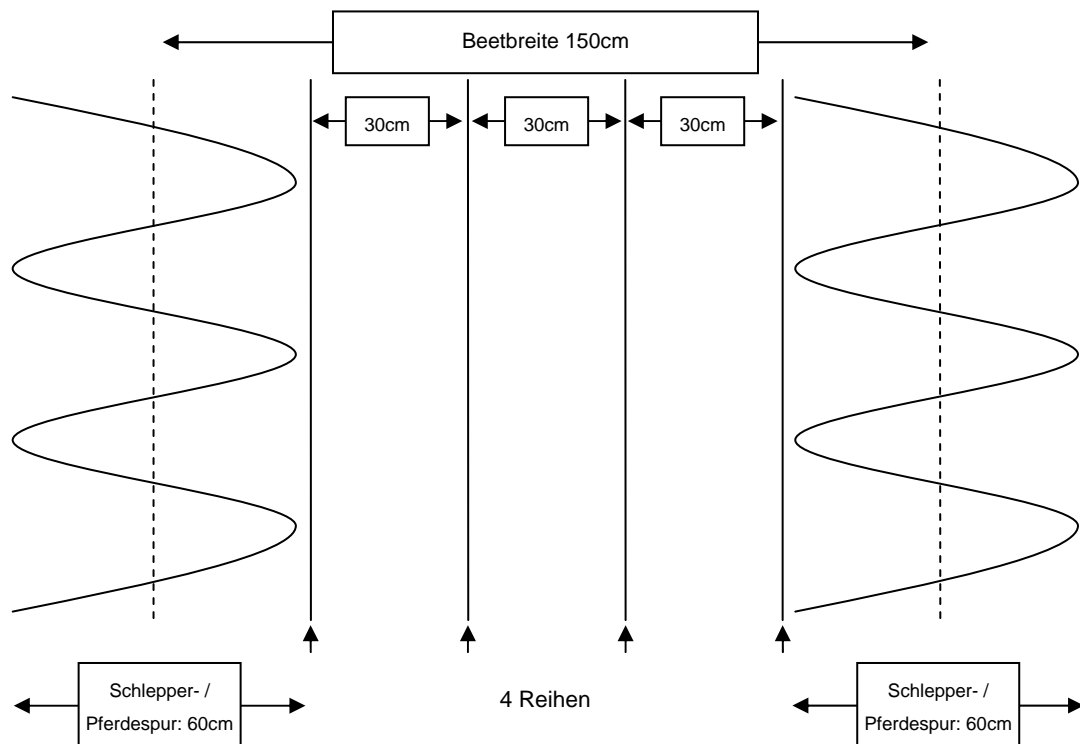 Beetbreite 150cm
30cm
30cm
30cm
Schlepper- /
Pferdespur: 60cm
4 Reihen
Schlepper- /
Pferdespur: 60cm